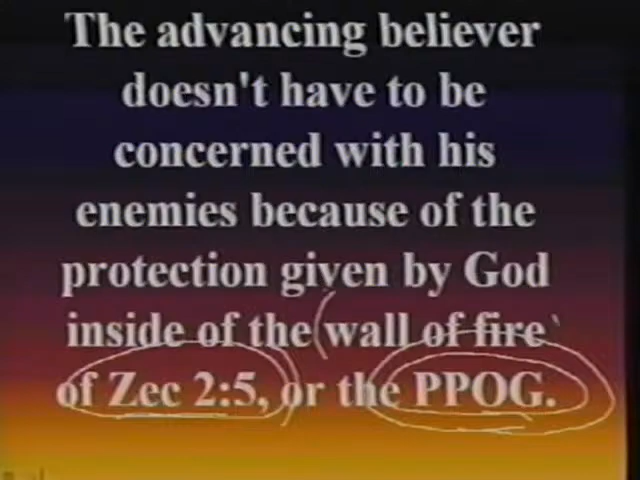 The advancing believer
doesn't have to be
concerned with his
enemies because of the
protection given by God
inside of the wall of fire
of Zec 2:5, or the PPOG.